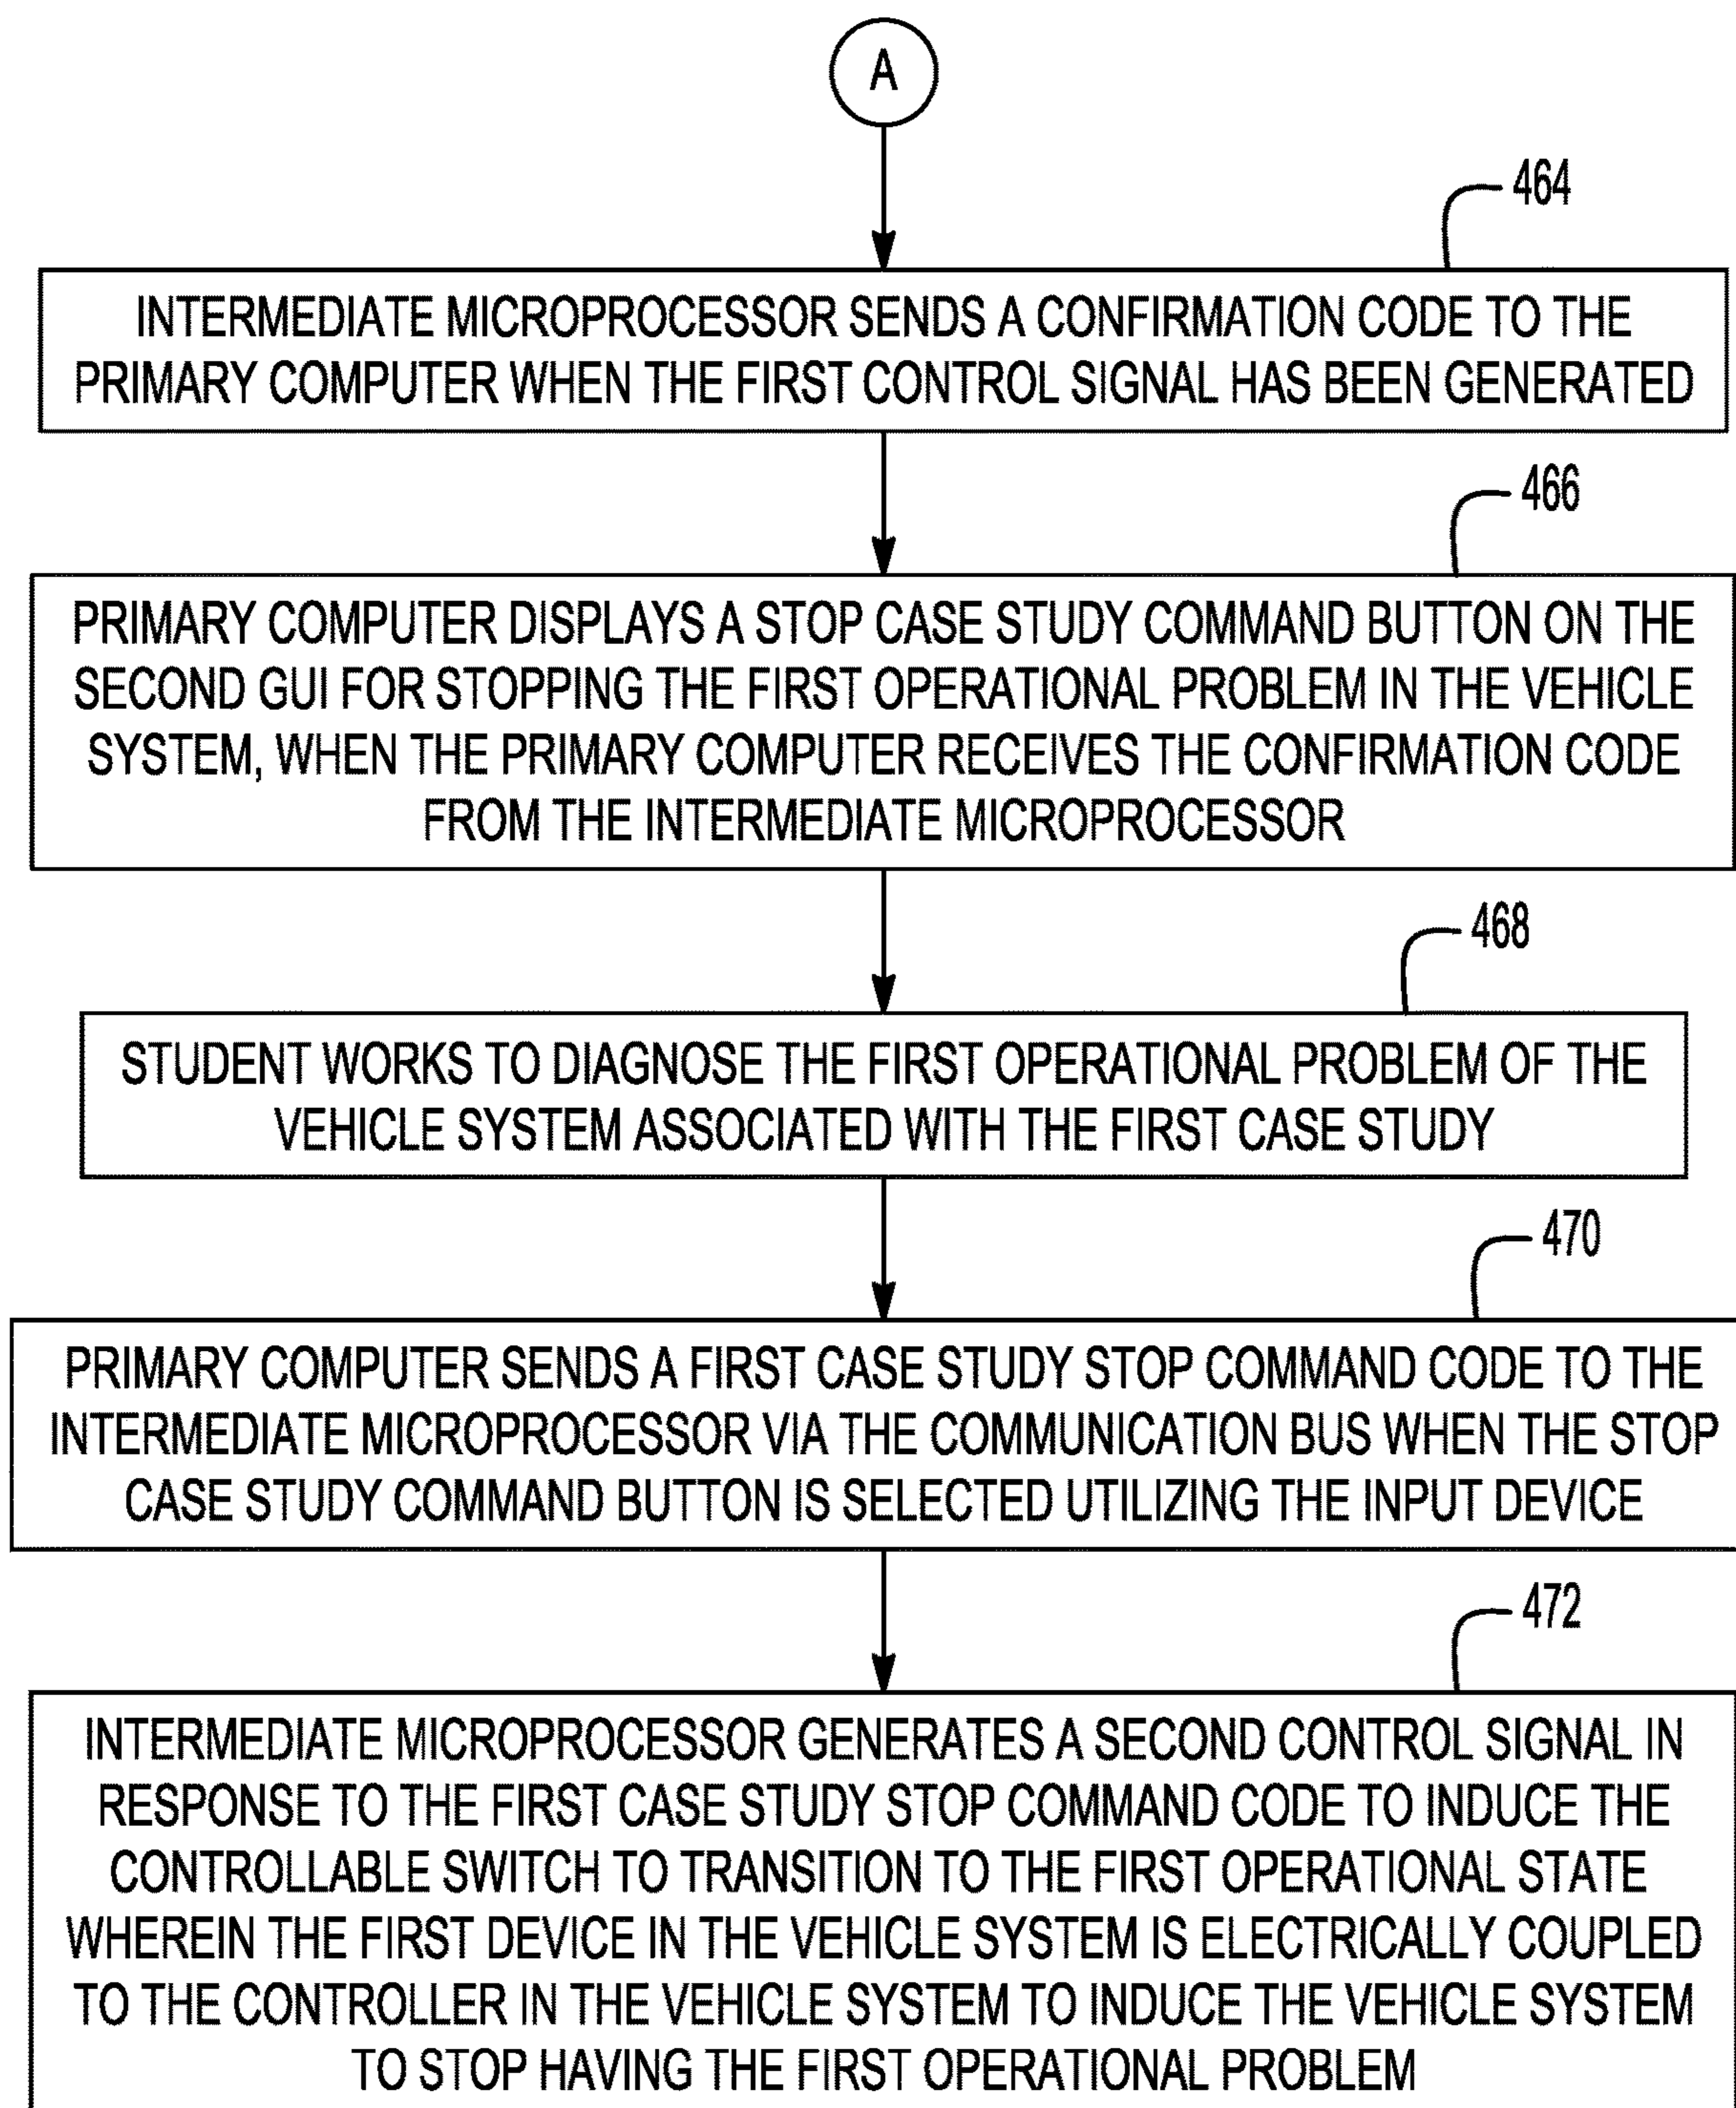 A
464
INTERMEDIATE MICROPROCESSOR SENDS A CONFIRMATION CODE TO THE
PRIMARY COMPUTER WHEN THE FIRST CONTROL SIGNAL HAS BEEN GENERATED
466
PRIMARY COMPUTER DISPLAYS A STOP CASE STUDY COMMAND BUTTON ON THE
SECOND GUI FOR STOPPING THE FIRST OPERATIONAL PROBLEM IN THE VEHICLE
SYSTEM, WHEN THE PRIMARY COMPUTER RECEIVES THE CONFIRMATION CODE
FROM THE INTERMEDIATE MICROPROCESSOR
468
STUDENT WORKS TO DIAGNOSE THE FIRST OPERATIONAL PROBLEM OF THE
VEHICLE SYSTEM ASSOCIATED WITH THE FIRST CASE STUDY
470
PRIMARY COMPUTER SENDS A FIRST CASE STUDY STOP COMMAND CODE TO THE
INTERMEDIATE MICROPROCESSOR VIA THE COMMUNICATION BUS WHEN THE STOP
CASE STUDY COMMAND BUTTON IS SELECTED UTILIZING THE INPUT DEVICE
472
INTERMEDIATE MICROPROCESSOR GENERATES A SECOND CONTROL SIGNAL IN
RESPONSE TO THE FIRST CASE STUDY STOP COMMAND CODE TO INDUCE THE
CONTROLLABLE SWITCH TO TRANSITION TO THE FIRST OPERATIONAL STATE
WHEREIN THE FIRST DEVICE IN THE VEHICLE SYSTEM IS ELECTRICALLY COUPLED
TO THE CONTROLLER IN THE VEHICLE SYSTEM TO INDUCE THE VEHICLE SYSTEM
TO STOP HAVING THE FIRST OPERATIONAL PROBLEM